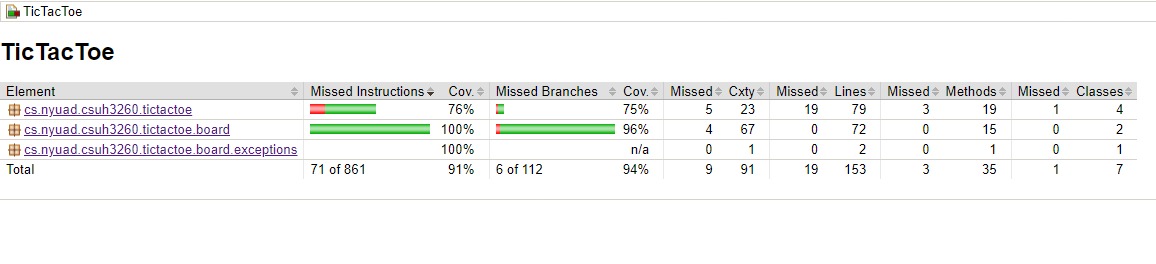 TicTacToe
TicTacToe
Element Missed Instructions Cov. Missed Branches Cov. Missed Cxty Missed Lines Missed Methods Missed Classes
cs.nyuad.csuh3260.tictactoe 76% 75% 5 23 19 79 3 19 1 4
cs.nyuad.csuh3260.tictactoe.board 100% 96% 4 67 0 72 0 15 0 2
cs.nyuad.csuh3260.tictactoe.board.exceptions 100% n/a 0 1 0 2 0 1 0 1
Total 71 of 861 91% 6 of 112 94% 9 91 19 153 3 35 1 7